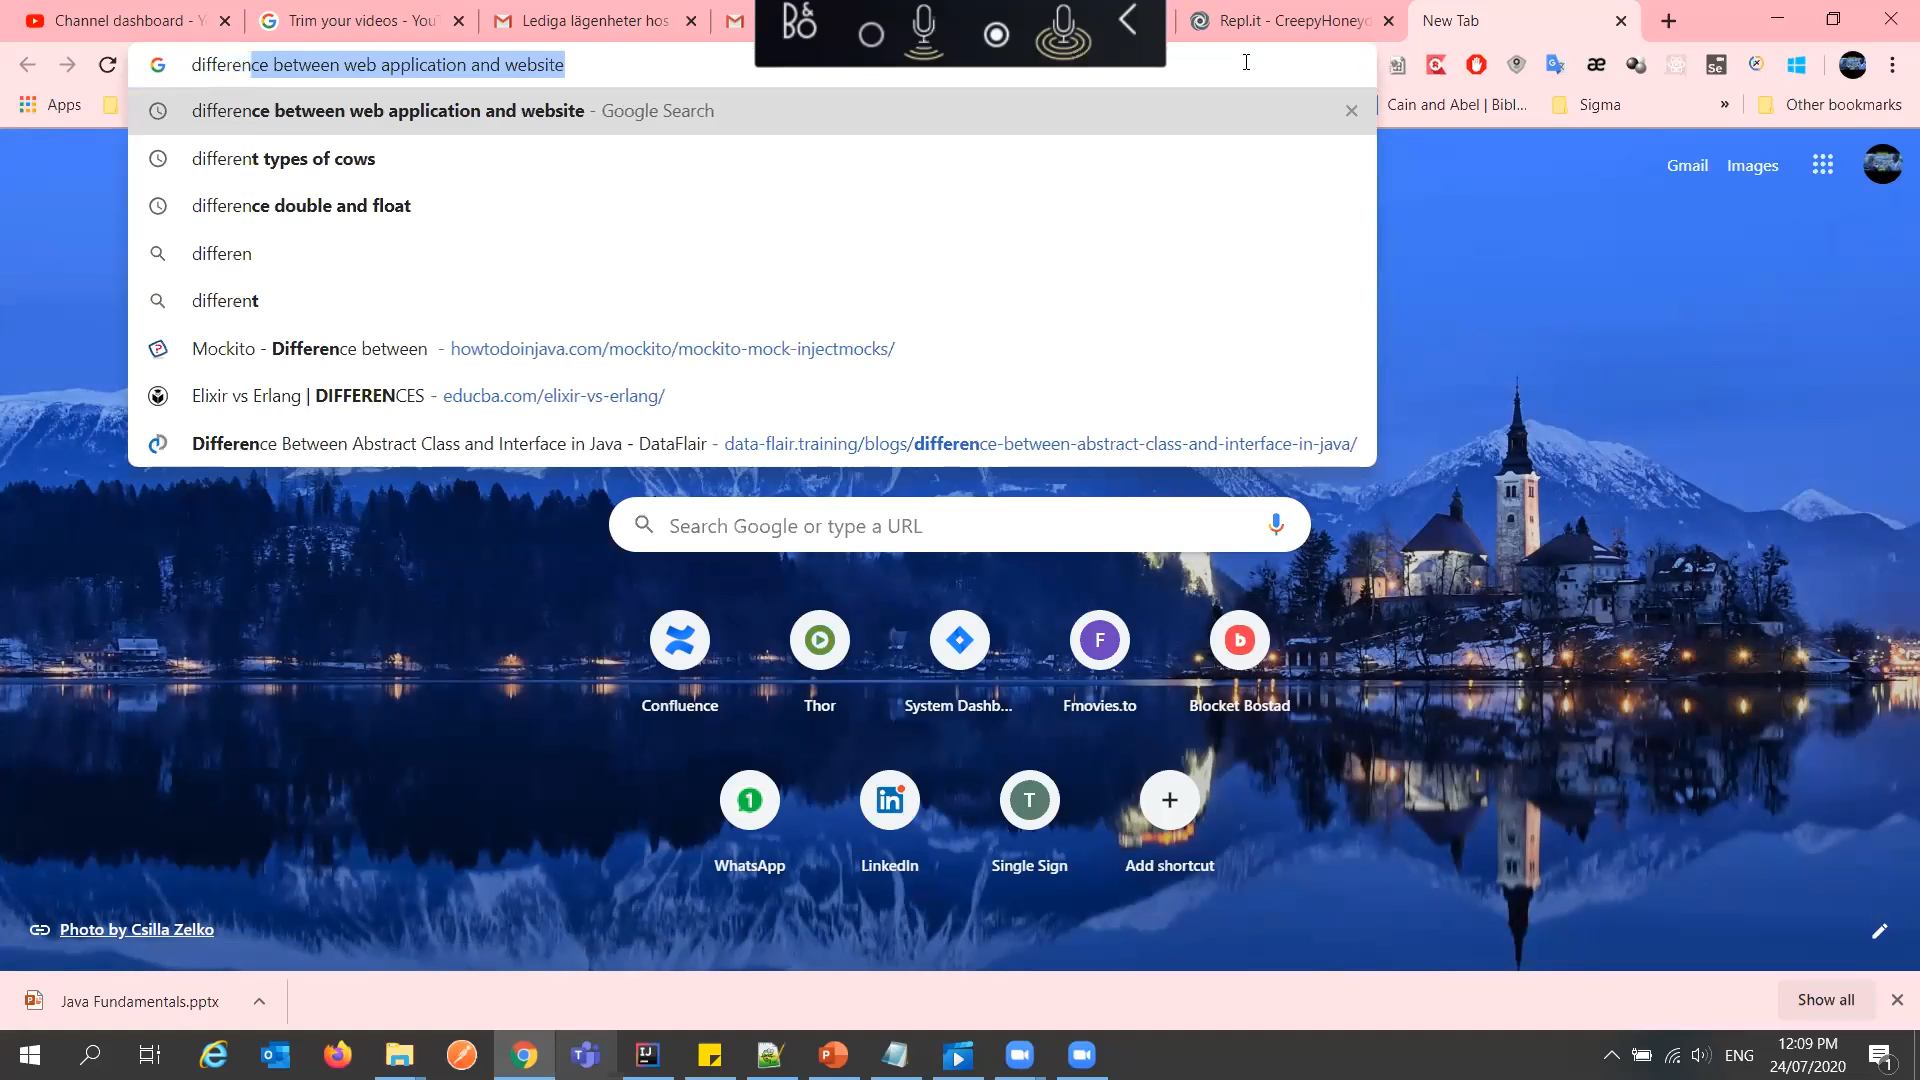 Channel dashboard - Y
Trim your videos - You
Lediga lägenheter hos
B&O
Repl.it - CreepyHoneyd
New Tab
difference between web application and website
Apps
Cain and Abel | Bibl...
Sigma
»
Other bookmarks
difference between web application and website - Google Search
different types of cows
difference double and float
differen
different
Mockito - Difference between - howtodoinjava.com/mockito/mockito-mock-injectmocks/
Elixir vs Erlang | DIFFERENCES - educba.com/elixir-vs-erlang/
Difference Between Abstract Class and Interface in Java - DataFlair - data-flair.training/blogs/difference-between-abstract-class-and-interface-in-java/
Gmail Images
Search Google or type a URL
Confluence
Thor
System Dashb...
Fmovies.to
Blocket Bostad
WhatsApp
LinkedIn
Single Sign
Add shortcut
Photo by Csilla Zelko
Java Fundamentals.pptx
Show all
ENG
12:09 PM
24/07/2020